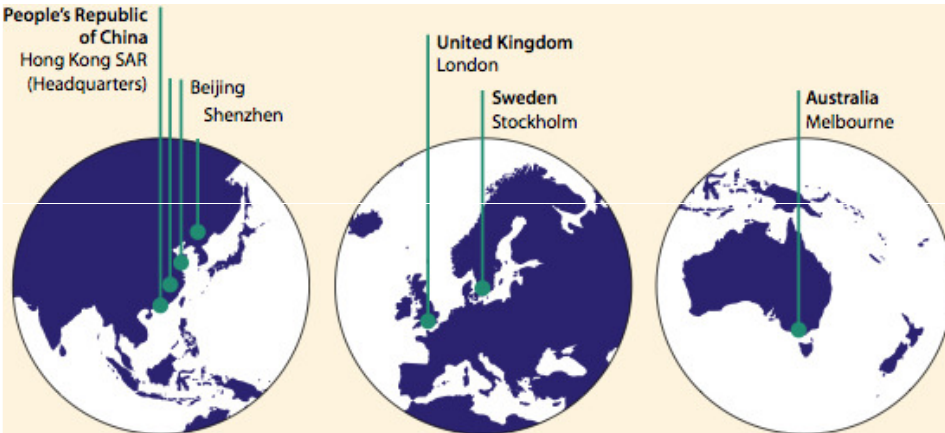 People's Republic
of China
Hong Kong SAR
(Headquarters)
Beijing
Shenzhen
United Kingdom
London
Sweden
Stockholm
Australia
Melbourne